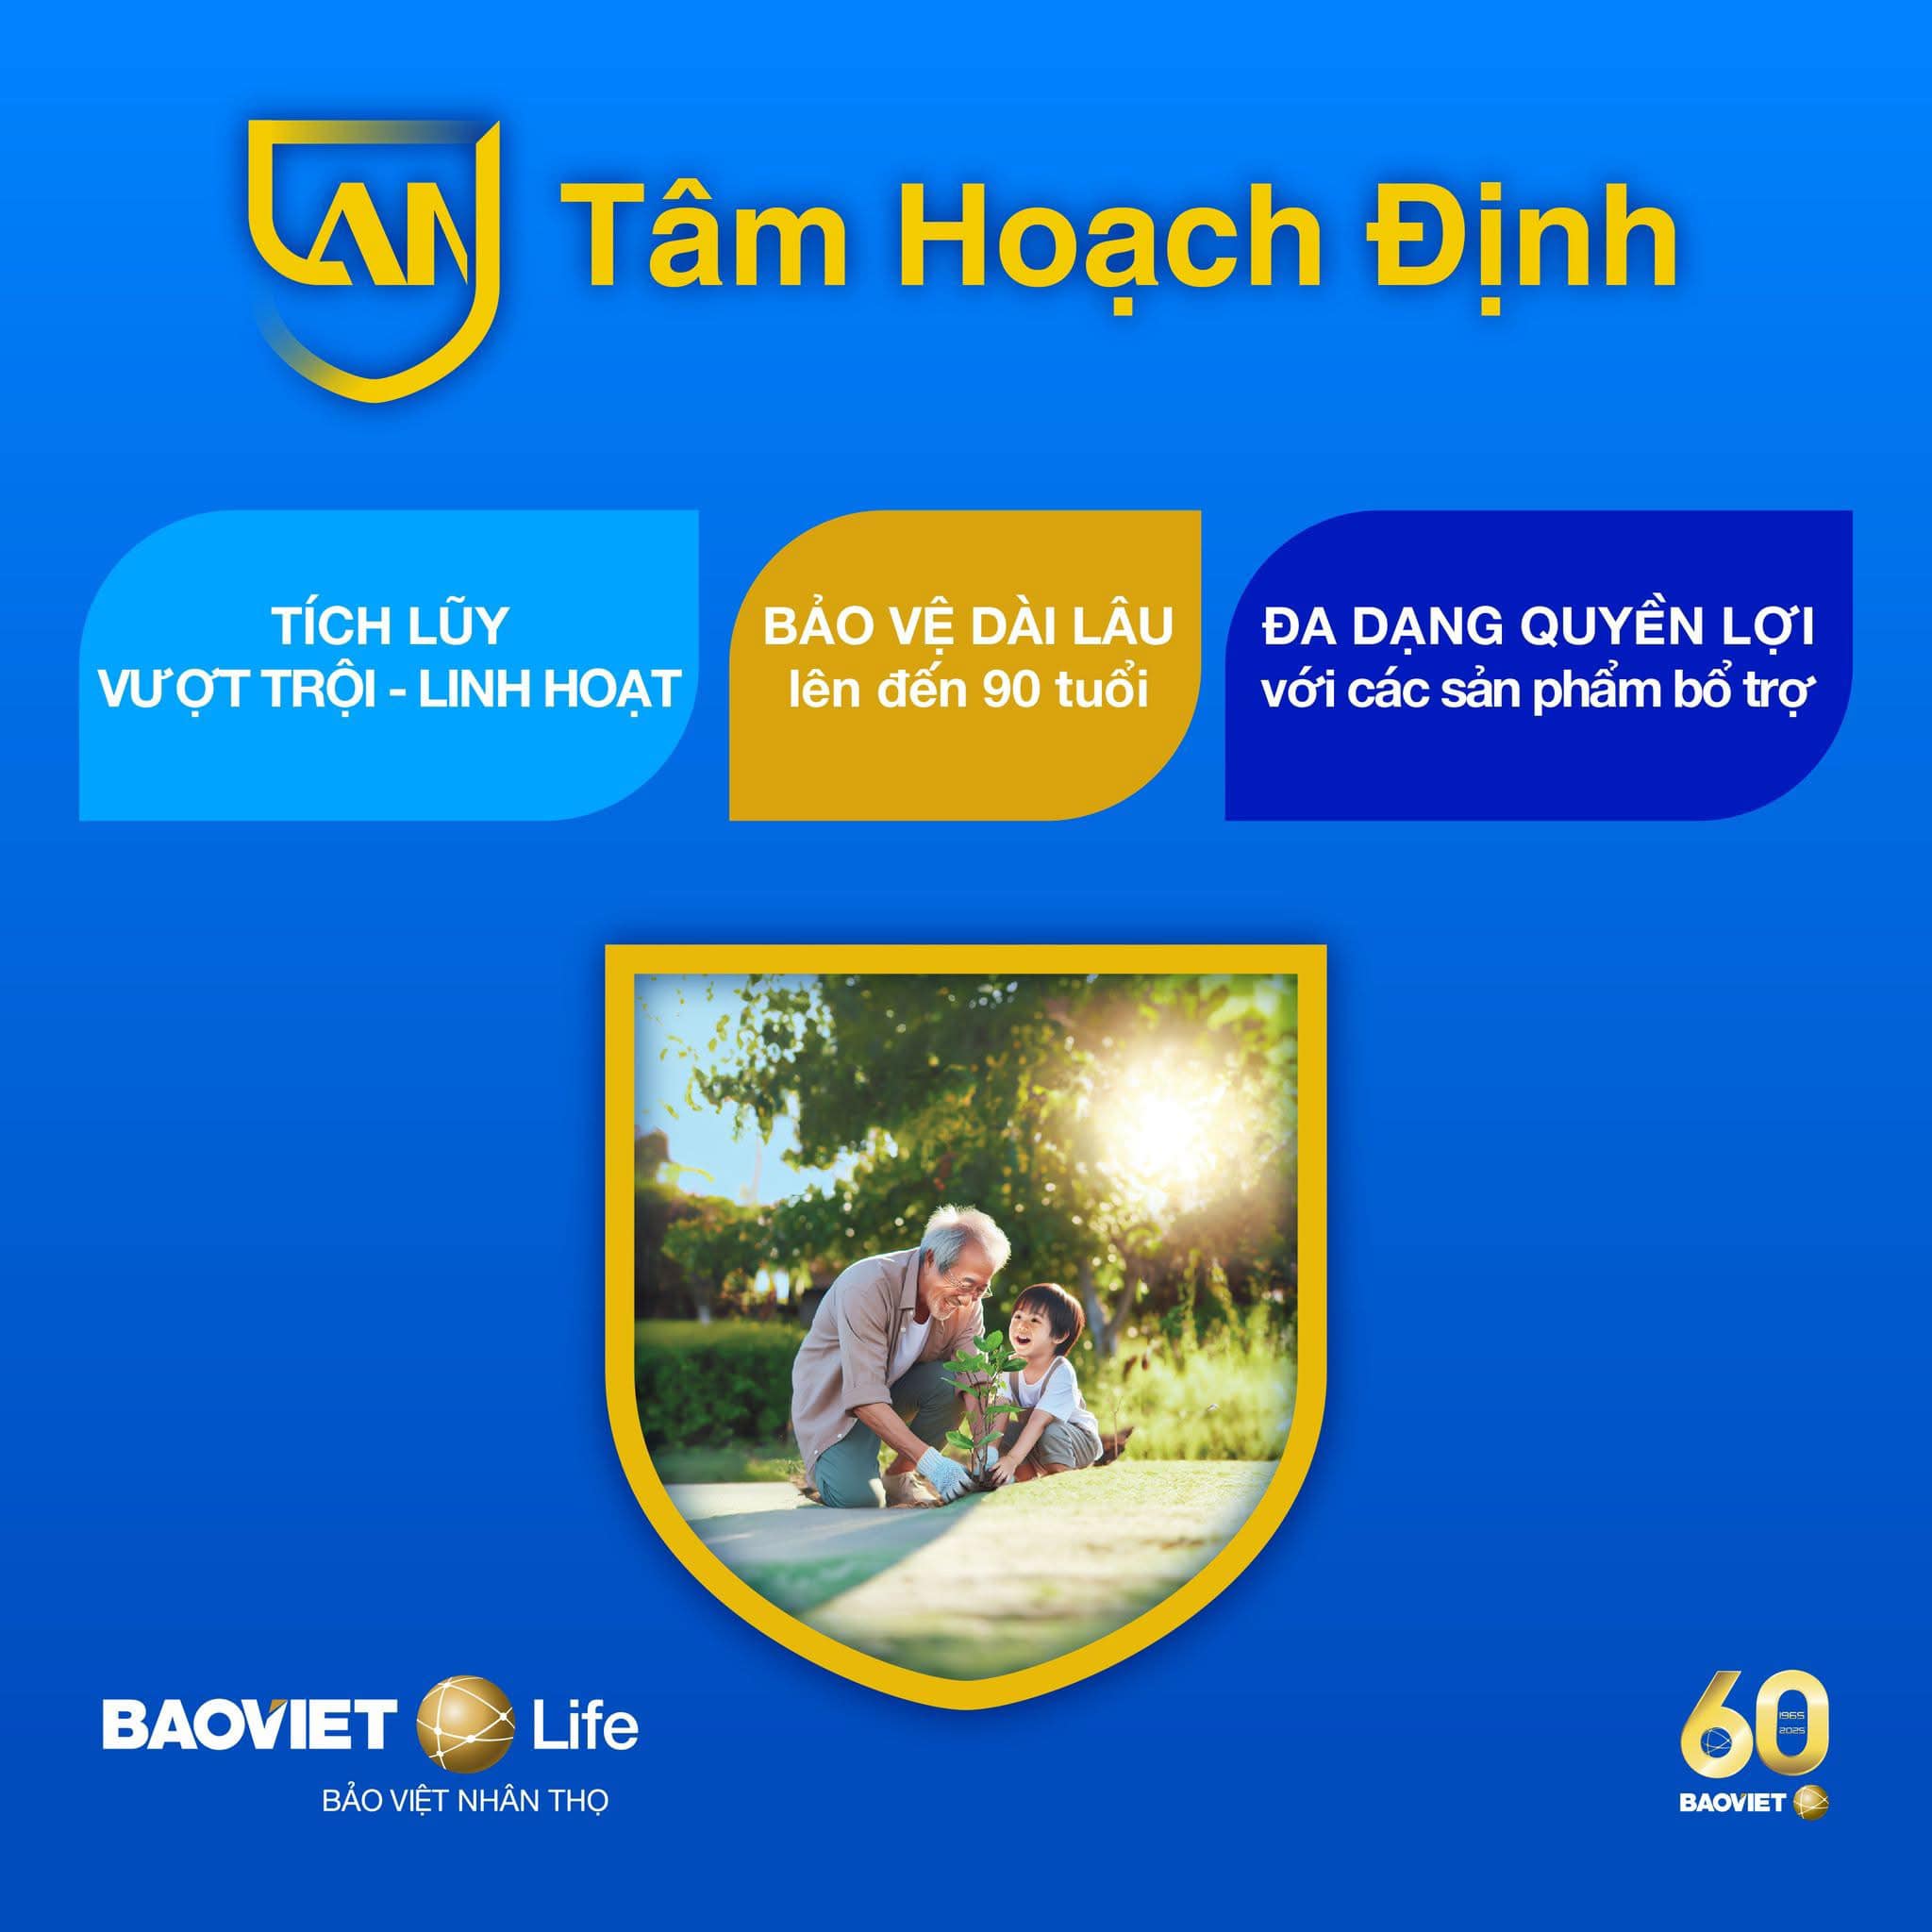 AN Tâm Hoạch Định
TÍCH LŨY
VƯỢT TRỘI - LINH HOẠT
BẢO VỆ DÀI LÂU
lên đến 90 tuổi
ĐA DẠNG QUYỀN LỢI
với các sản phẩm bổ trợ
BAOVIET Life
BẢO VIỆT NHÂN THỌ
60
1965
2025
BAOVIET